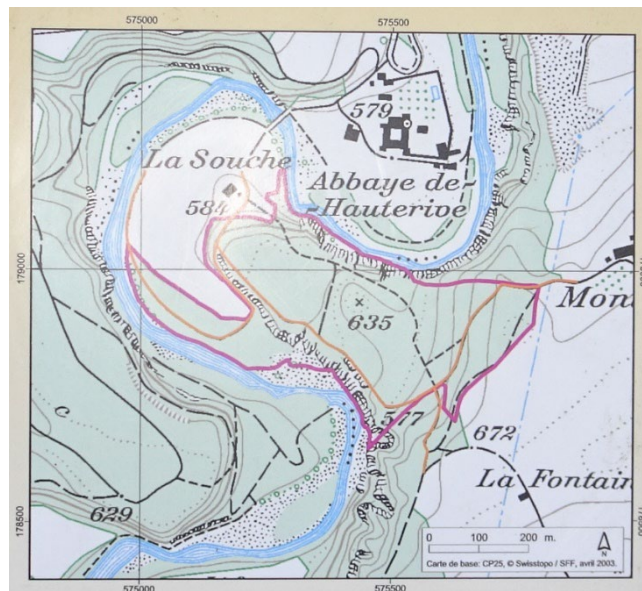 575000
575500
579
La Souche
Abbaye de-
-Hauterive
584
179000
635
Mon
577
672
La Fontain
629
178500
0 100 200 m.
N
Carte de base: CP25, © Swisstopo / SFF, avril 2003.
575000
575500